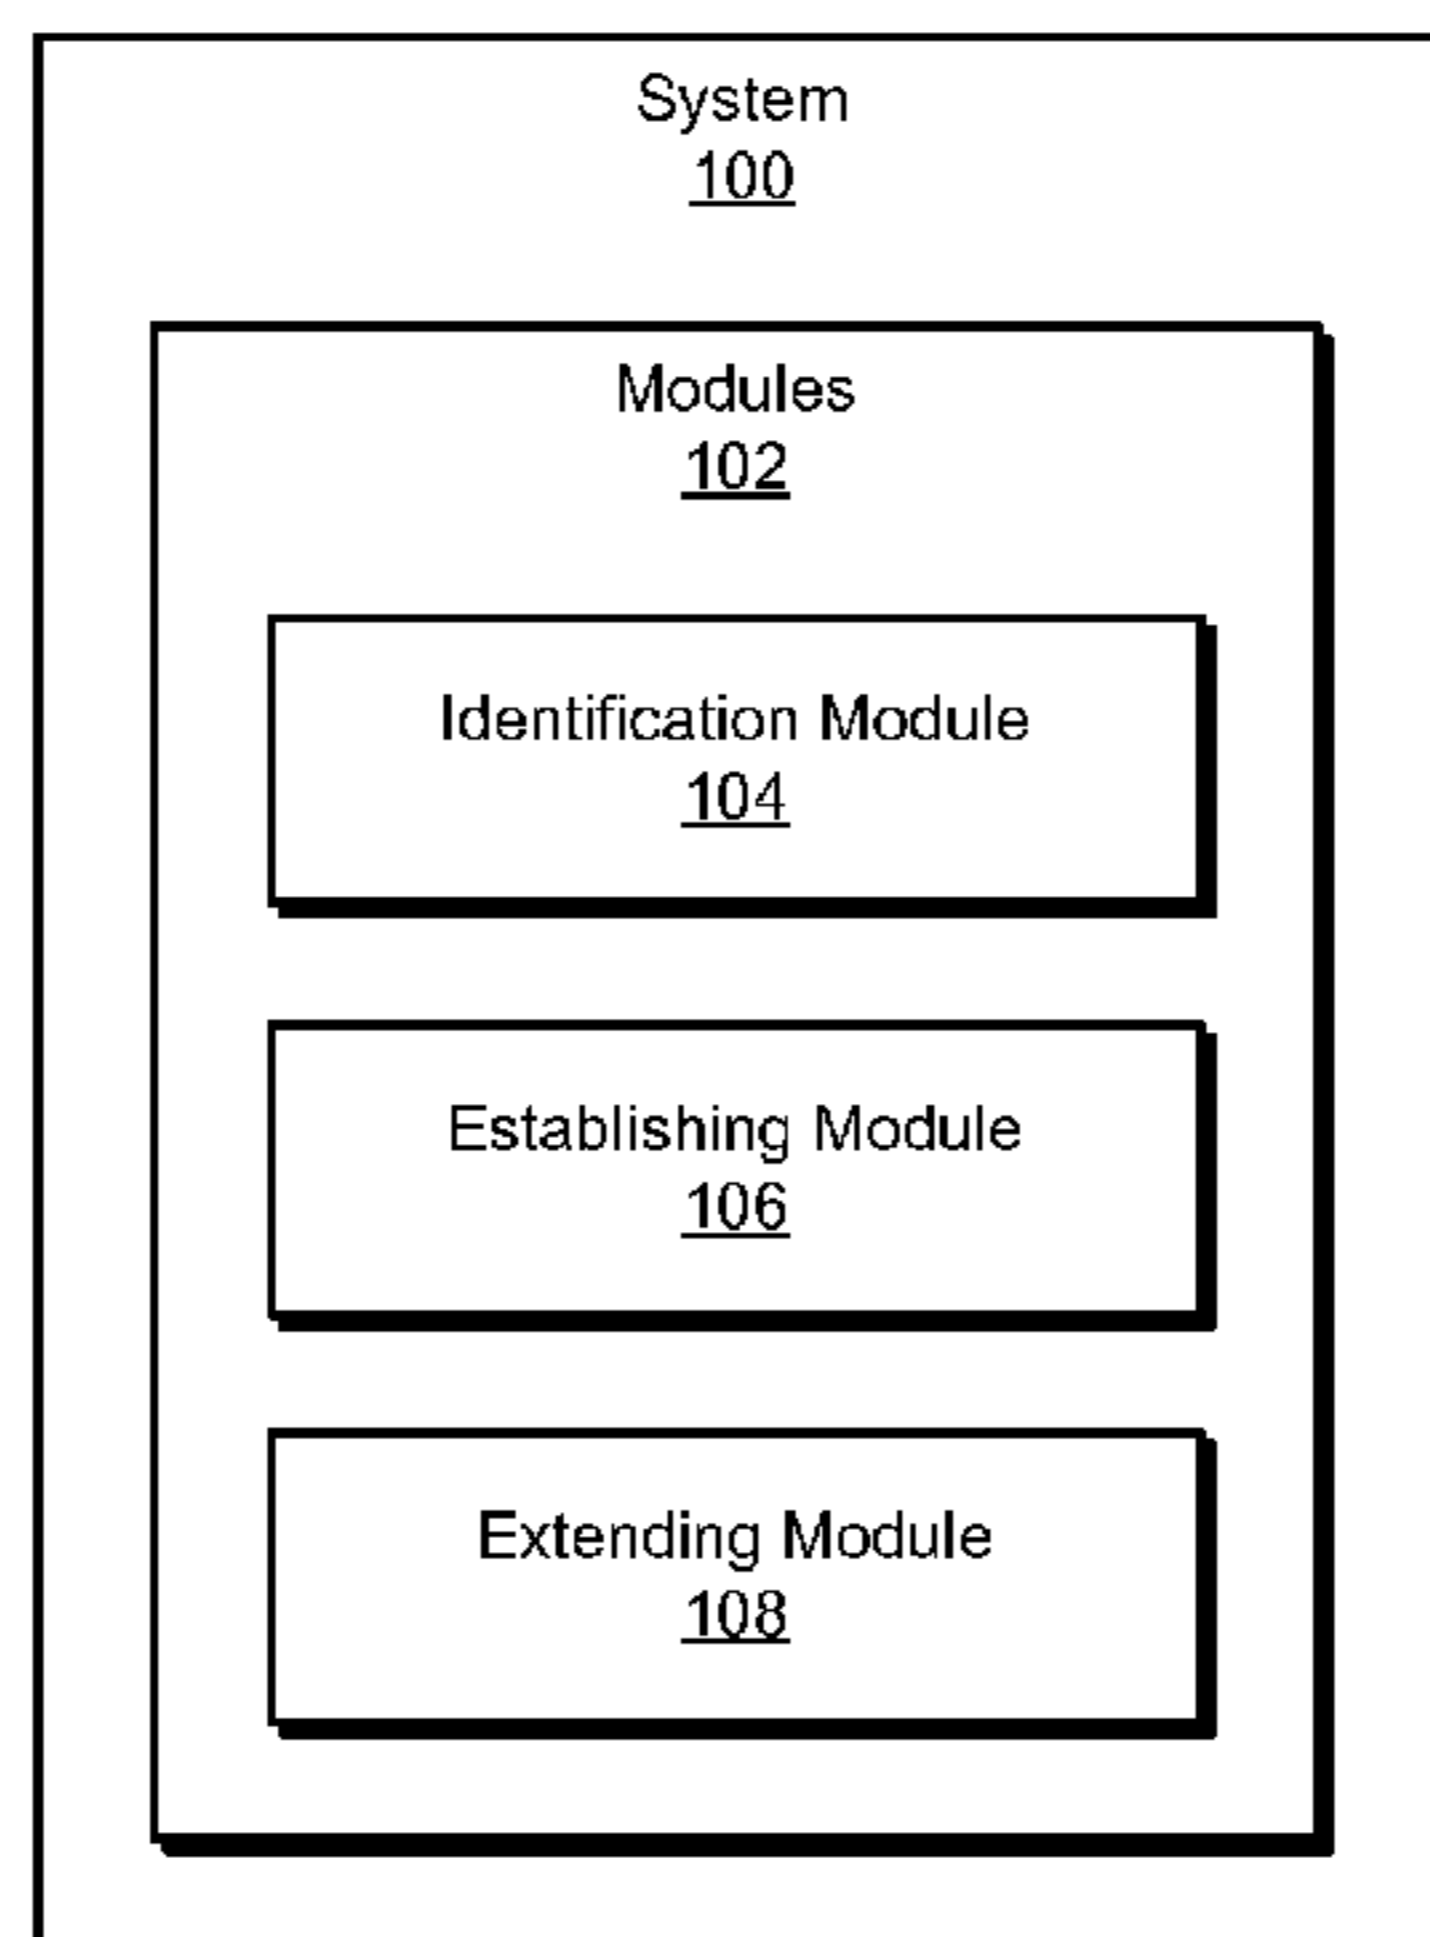 System
100
Modules
102
Identification Module
104
Establishing Module
106
Extending Module
108